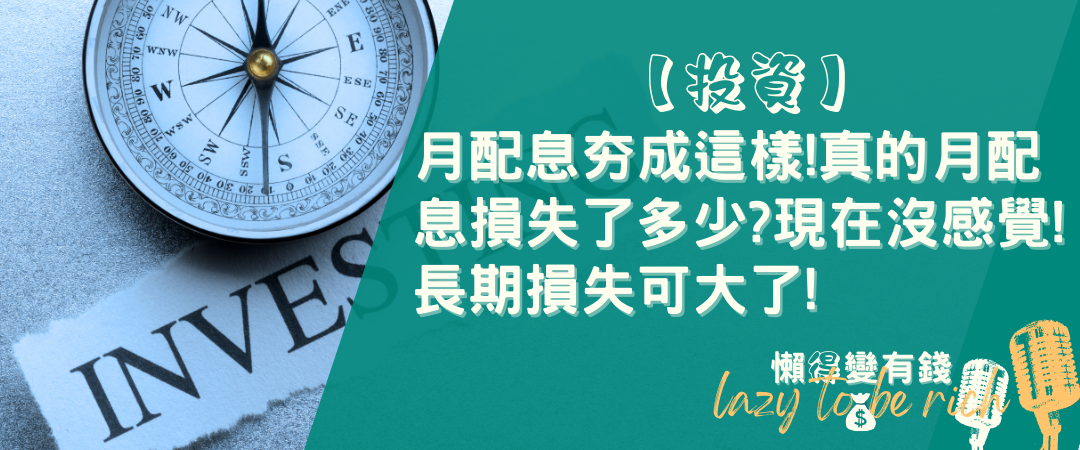 NW
WNW
W
WSW
SW
SSW
S
SSE
SE
ESE
E
INVESTING
【投資】
月配息夯成這樣!真的月配
息損失了多少?現在沒感覺!
長期損失可大了!
懶得變有錢
lazy to be rich
$